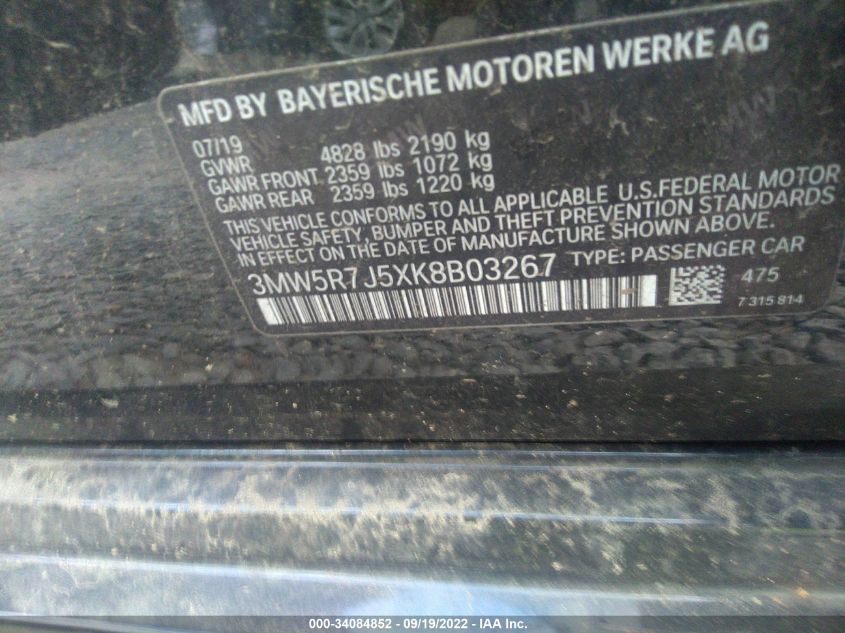 MFD BY BAYERISCHE MOTOREN WERKE AG
07/19
GVWR 4828 lbs 2190 kg
GAWR FRONT 2359 lbs 1072 kg
GAWR REAR 2359 lbs 1220 kg
THIS VEHICLE CONFORMS TO ALL APPLICABLE U.S.FEDERAL MOTOR
VEHICLE SAFETY, BUMPER AND THEFT PREVENTION STANDARDS
IN EFFECT ON THE DATE OF MANUFACTURE SHOWN ABOVE.
3MW5R7J5XK8B03267 TYPE: PASSENGER CAR
475
7 315 814
000-34084852 - 09/19/2022 - IAA Inc.